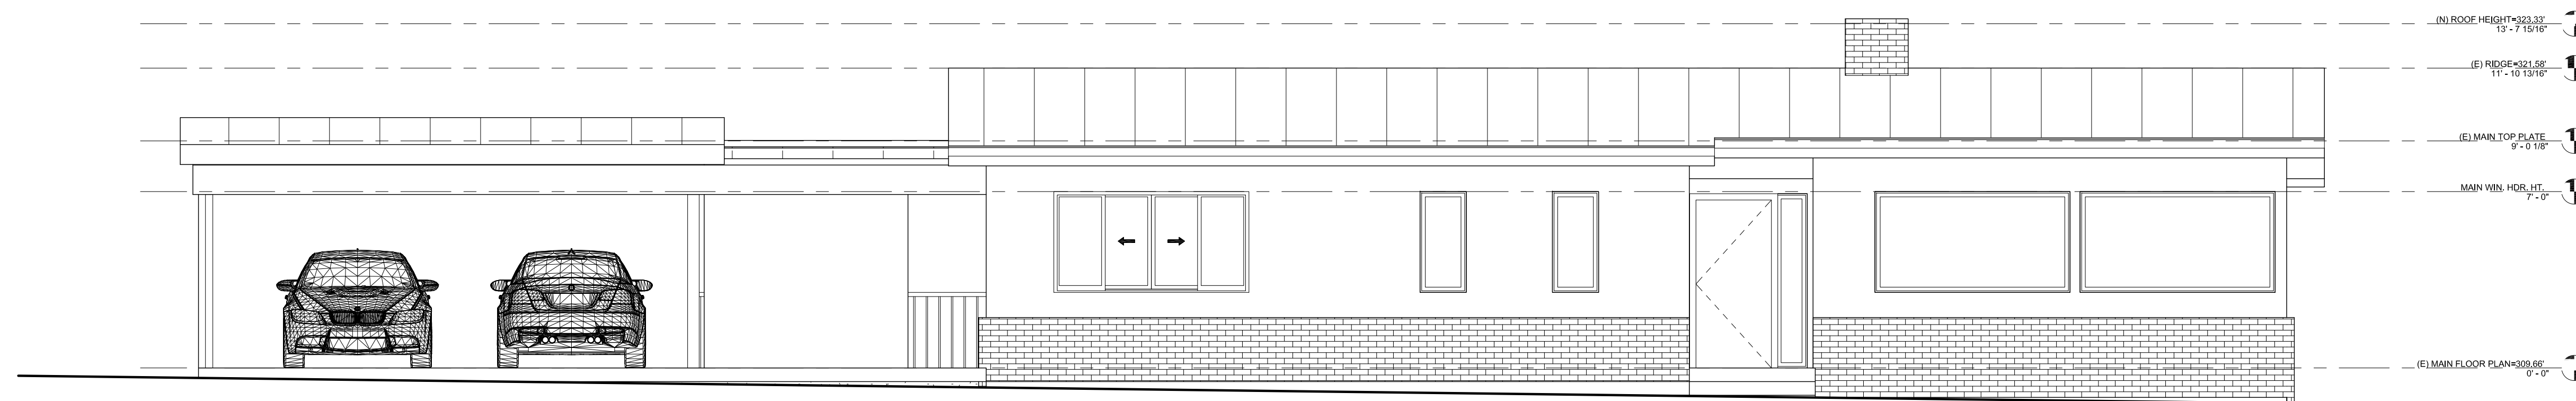 (N) ROOF HEIGHT=323.33'
13' - 7 15/16"
(E) RIDGE=321.58'
11' - 10 13/16"
(E) MAIN TOP PLATE
9' - 0 1/8"
MAIN WIN. HDR. HT.
7' - 0"
(E) MAIN FLOOR PLAN=309.66'
0' - 0"